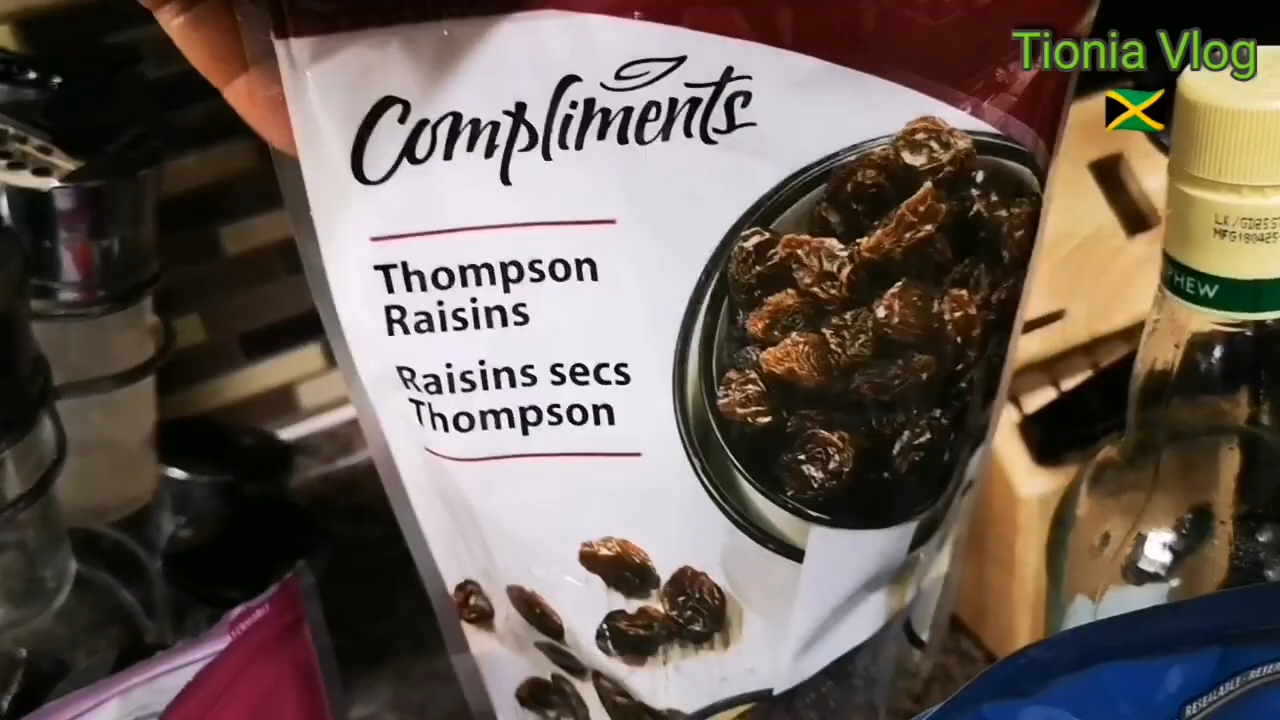 Tionia Vlog
Compliments
Thompson
Raisins
Raisins secs
Thompson
PHEW
RESEALABLE